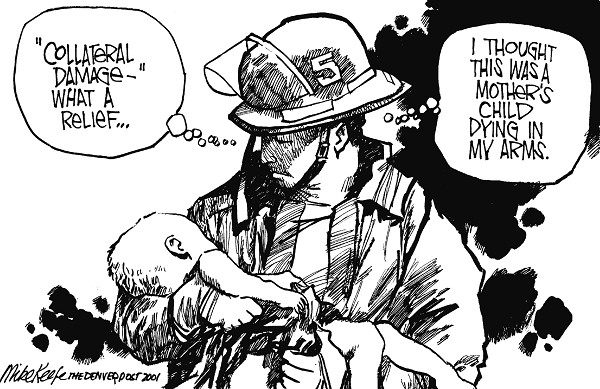 "COLLATERAL
DAMAGE–"
WHAT A
RELIEF...
I THOUGHT
THIS WAS A
MOTHER'S
CHILD
DYING IN
MY ARMS.
5
Mike Keefe THE DENVER POST 2001